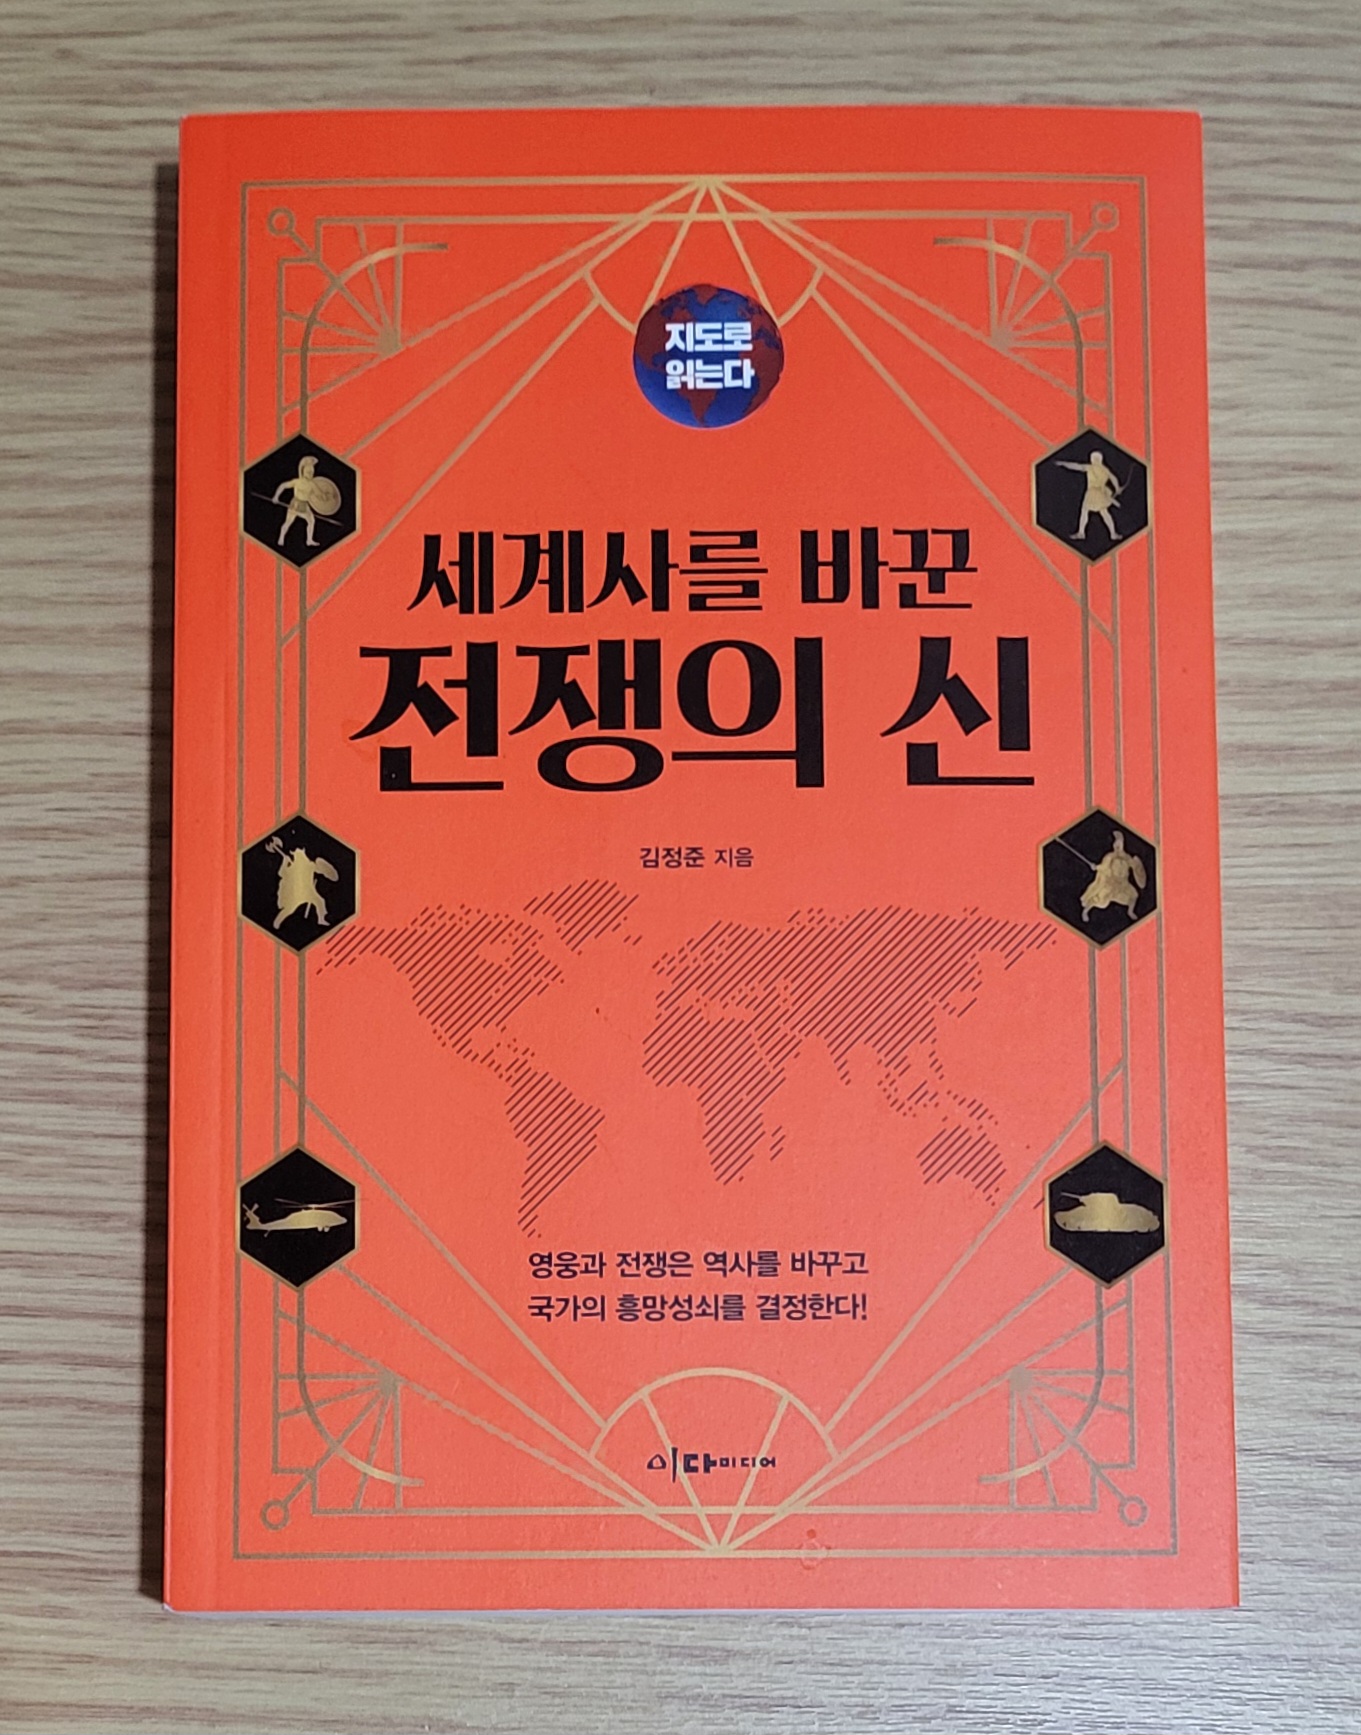 지도로
읽는다
세계사를 바꾼
전쟁의 신
김정준 지음
영웅과 전쟁은 역사를 바꾸고
국가의 흥망성쇠를 결정한다!
이다미디어